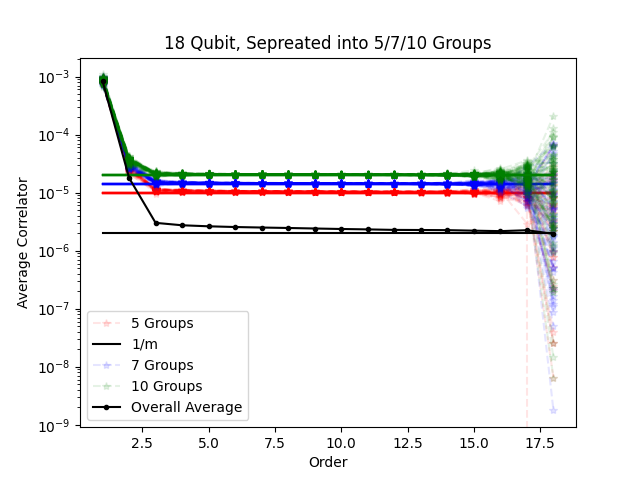 18 Qubit, Sepreated into 5/7/10 Groups
Average Correlator
10⁻³
10⁻⁴
10⁻⁵
10⁻⁶
10⁻⁷
10⁻⁸
10⁻⁹
5 Groups
1/m
7 Groups
10 Groups
Overall Average
2.5 5.0 7.5 10.0 12.5 15.0 17.5
Order